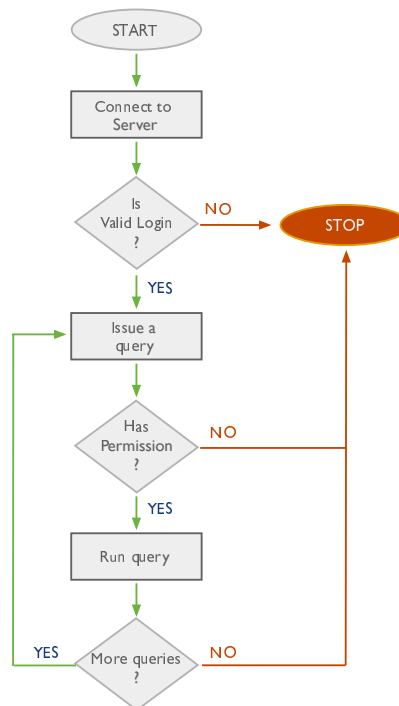 START
Connect to
Server
Is
Valid Login
?
NO
STOP
YES
Issue a
query
Has
Permission
?
NO
YES
Run query
More queries
?
YES
NO